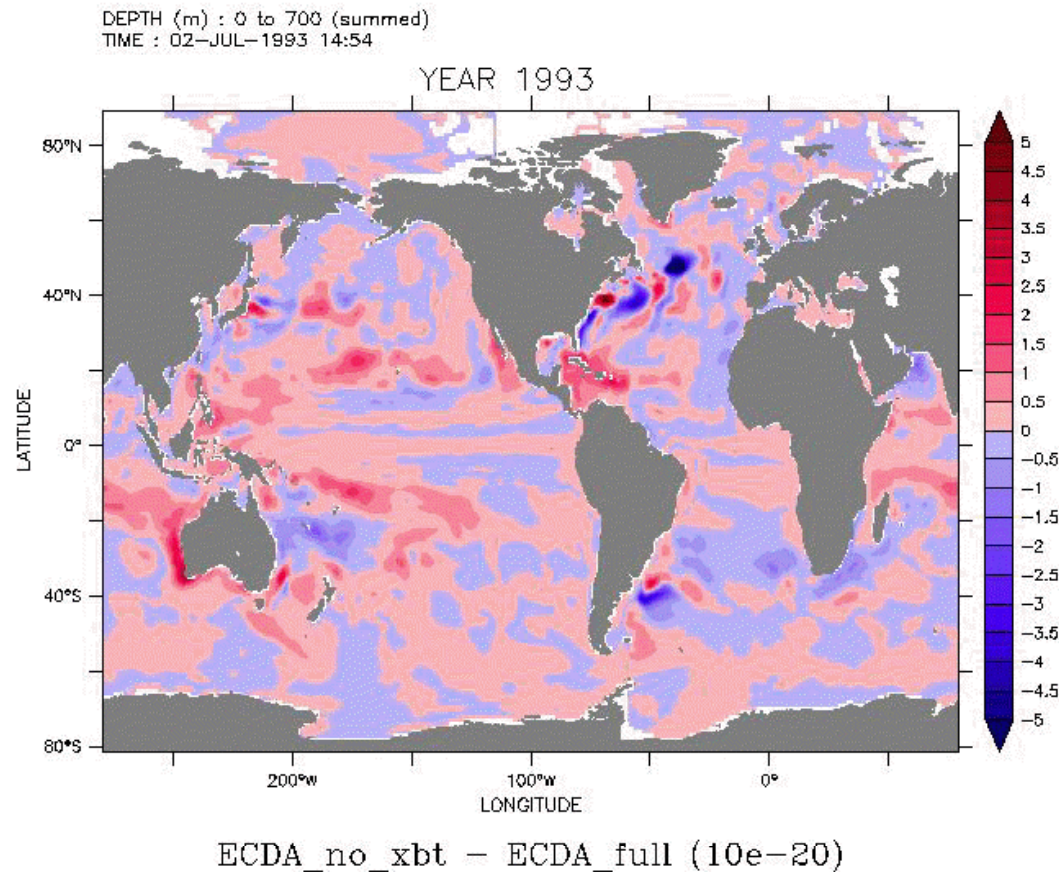 DEPTH (m) : 0 to 700 (summed)
TIME : 02-JUL-1993 14:54
YEAR 1993
80°N
40°N
0°
40°S
80°S
LATITUDE
200°W
100°W
0°
LONGITUDE
5
4.5
4
3.5
3
2.5
2
1.5
1
0.5
0
-0.5
-1
-1.5
-2
-2.5
-3
-3.5
-4
-4.5
-5
ECDA_no_xbt - ECDA_full (10e-20)